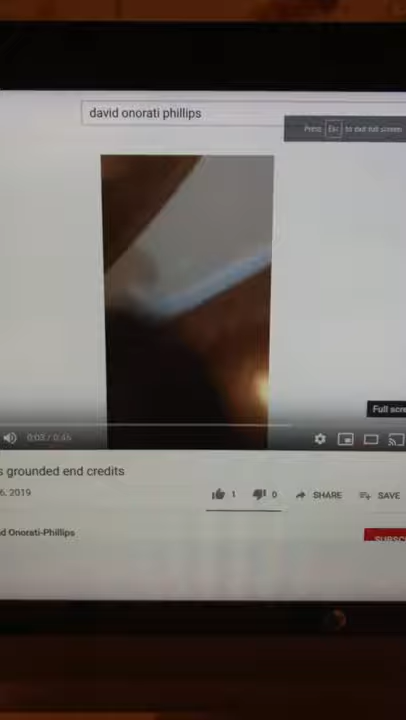 david onorati phillips
Press Esc to exit full screen
Full scre
0:03 / 0:45
s grounded end credits
6, 2019
1
0
SHARE
SAVE
d Onorati-Phillips
SUBSC